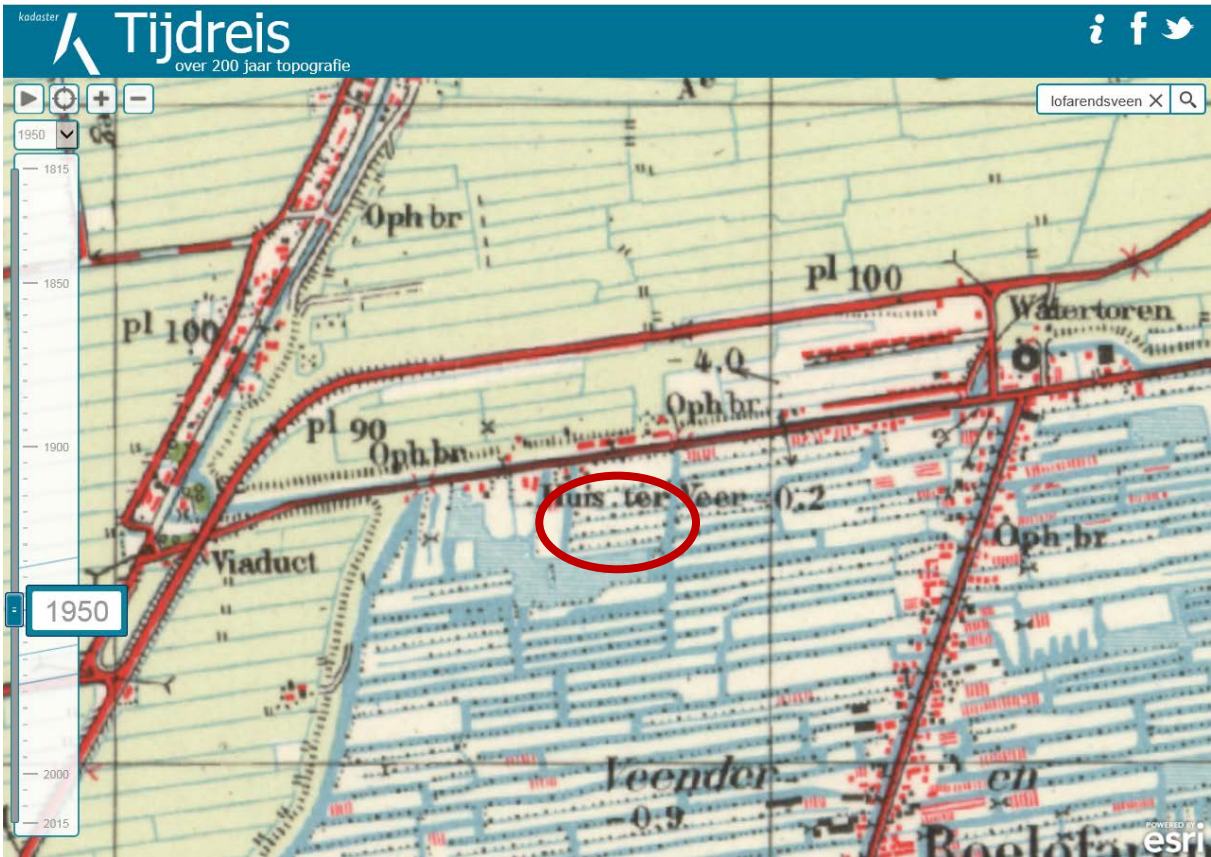 kadaster
Tijdreis
over 200 jaar topografie
lofarendsveen
1950
1815
1850
1900
1950
2000
2015
Oph br
pl 100
pl 100
Watertoren
- 4.0
Oph br
pl 90
Oph br
Huis ter Veer -0.2
Oph br
Viaduct
Veender
en
-0.9
Roelofar
POWERED BY
esri